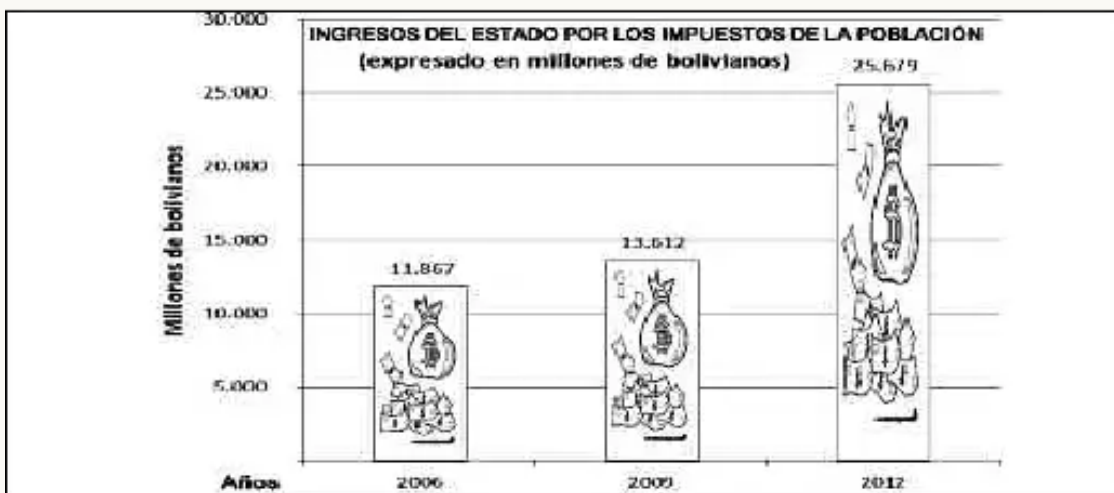 30.000
INGRESOS DEL ESTADO POR LOS IMPUESTOS DE LA POBLACIÓN
(expresado en millones de bolivianos)
25.679
25.000
20.000
15.000
13.612
11.867
10.000
5.000
Millones de bolivianos
Años 2006 2009 2012